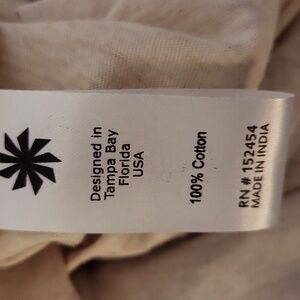 Designed in
Tampa Bay
Florida
USA
100% Cotton
RN # 152454
MADE IN INDIA